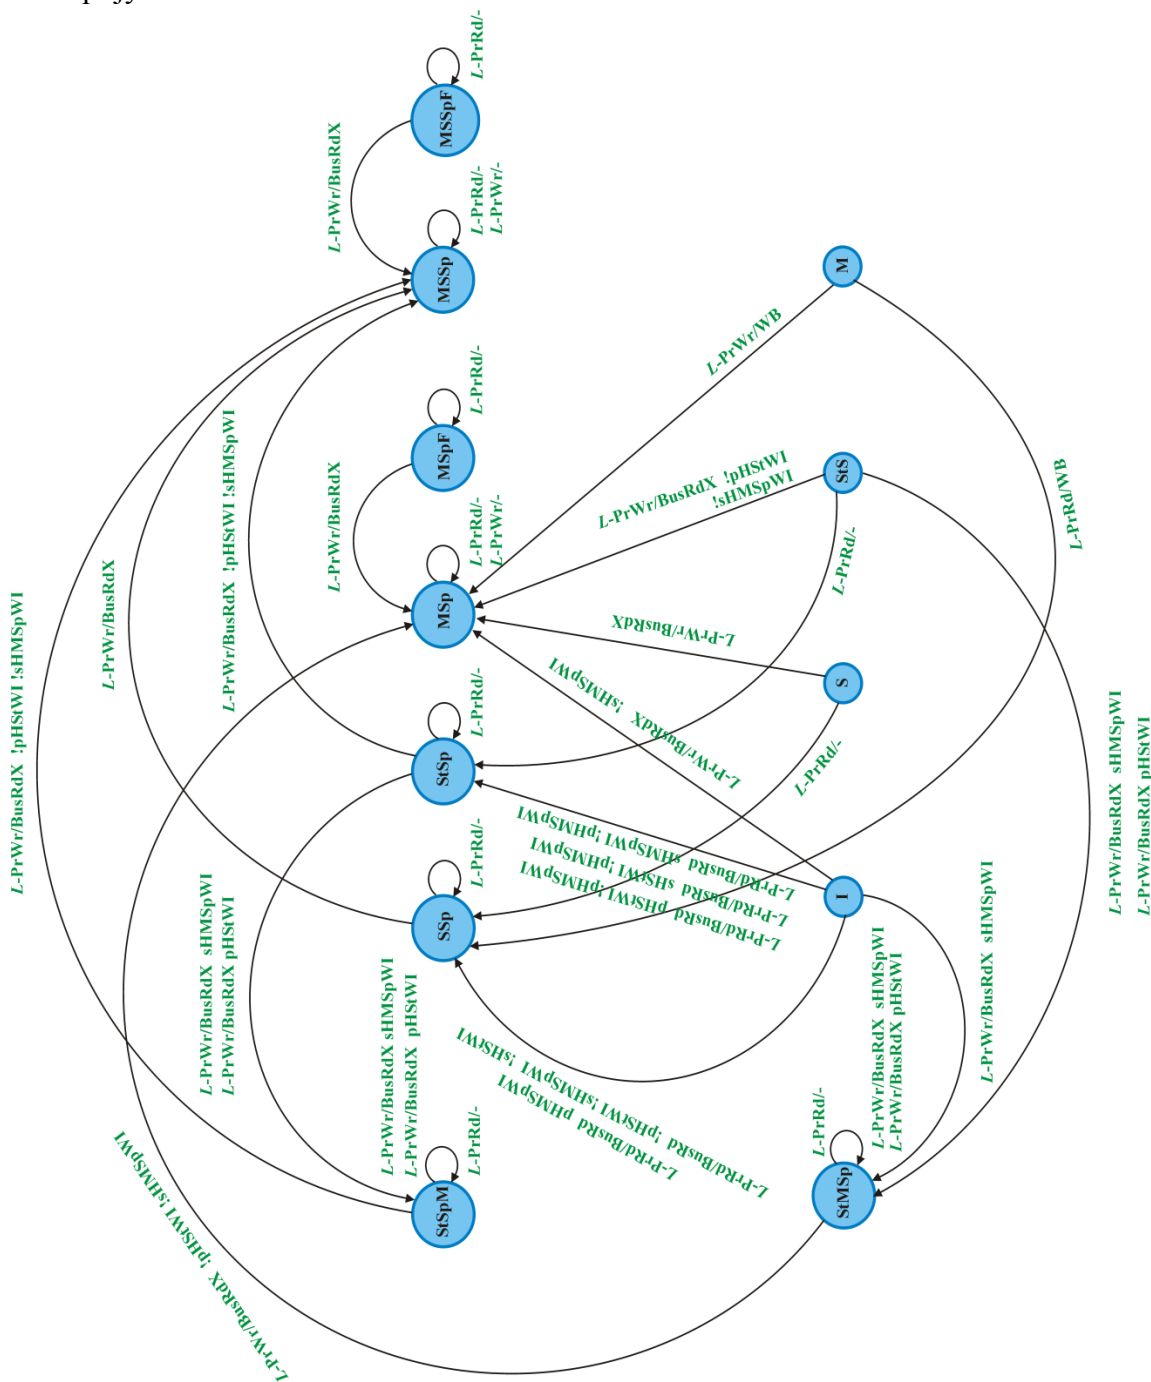 L-PrRd/-
MSSpF
L-PrWr/BusRdX
L-PrRd/-
L-PrWr/-
MSSp
L-PrWr/BusRdX !pHStWI !sHMSpWI
L-PrWr/BusRdX
L-PrWr/BusRdX !pHStWI !sHMSpWI
L-PrRd/-
MSpF
L-PrWr/BusRdX
L-PrRd/-
L-PrWr/-
MSp
M
L-PrWr/WB
L-PrRd/WB
StS
L-PrWr/BusRdX !pHStWI
!sHMSpWI
L-PrRd/-
L-PrWr/BusRdX sHMSpWI
L-PrWr/BusRdX pHStWI
S
L-PrWr/BusRdX
L-PrRd/-
L-PrRd/-
StSp
L-PrWr/BusRdX sHMSpWI
L-PrWr/BusRdX pHStWI
L-PrRd/-
SSp
I
L-PrWr/BusRdX !sHMSpWI
L-PrRd/BusRd sHMSpWI !pHMSpWI
L-PrRd/BusRd sHStWI !pHMSpWI
L-PrRd/BusRd pHStWI !pHMSpWI
L-PrRd/BusRd !pHStWI !sHMSpWI !sHStWI
L-PrRd/BusRd pHMSpWI
L-PrWr/BusRdX sHMSpWI
L-PrWr/BusRdX sHMSpWI
L-PrWr/BusRdX pHStWI
L-PrRd/-
StSpM
L-PrRd/-
L-PrWr/BusRdX sHMSpWI
L-PrWr/BusRdX pHStWI
StMSp
L-PrWr/BusRdX !pHStWI !sHMSpWI